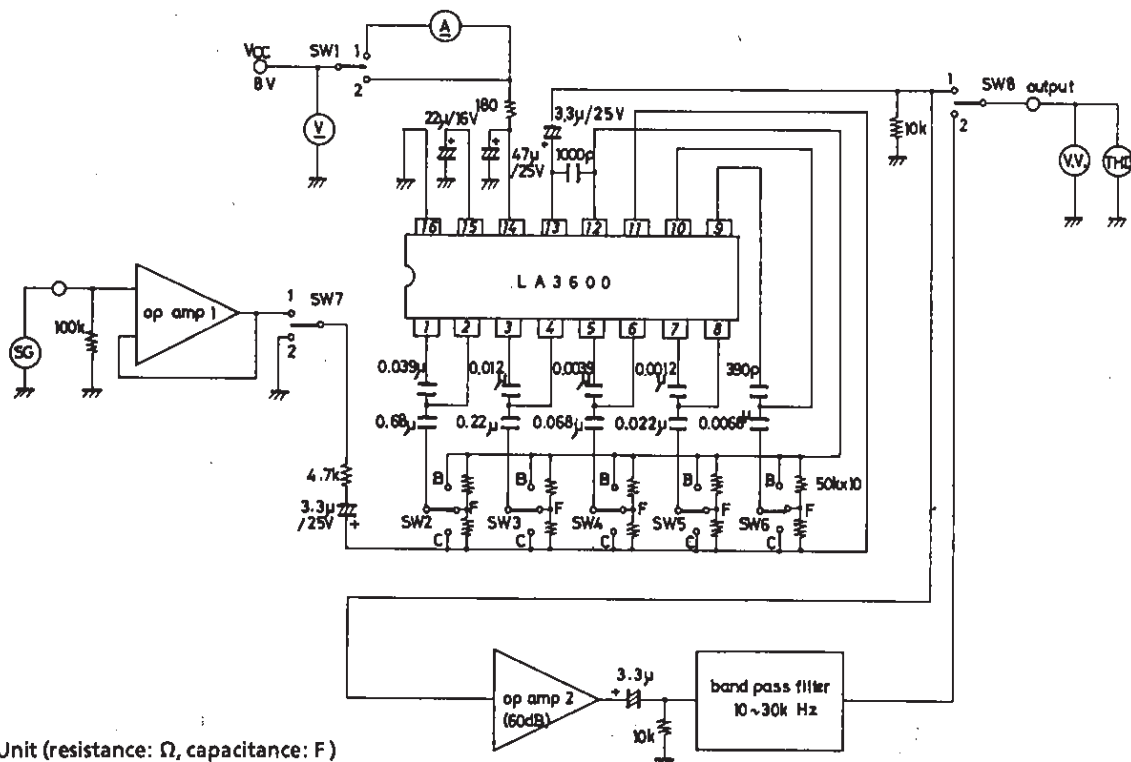 A
VCC
8V
SW1
1
2
V
180
22μ/16V
47μ
/25V
3.3μ/25V
1000p
10k
1
2
SW8
output
V.V.
THD
16 15 14 13 12 11 10 9
LA3600
1 2 3 4 5 6 7 8
SG
100k
op amp 1
1
2
SW7
4.7k
3.3μ
/25V
0.039μ
0.012
μ
0.0039
μ
0.0012
μ
390p
0.68μ
0.22μ
0.068μ
0.022μ
0.0068
μ
B B B B B
50kx10
F F F F F
SW2 SW3 SW4 SW5 SW6
C C C C C
op amp 2
(60dB)
3.3μ
10k
band pass filter
10~30k Hz
Unit (resistance: Ω, capacitance: F)